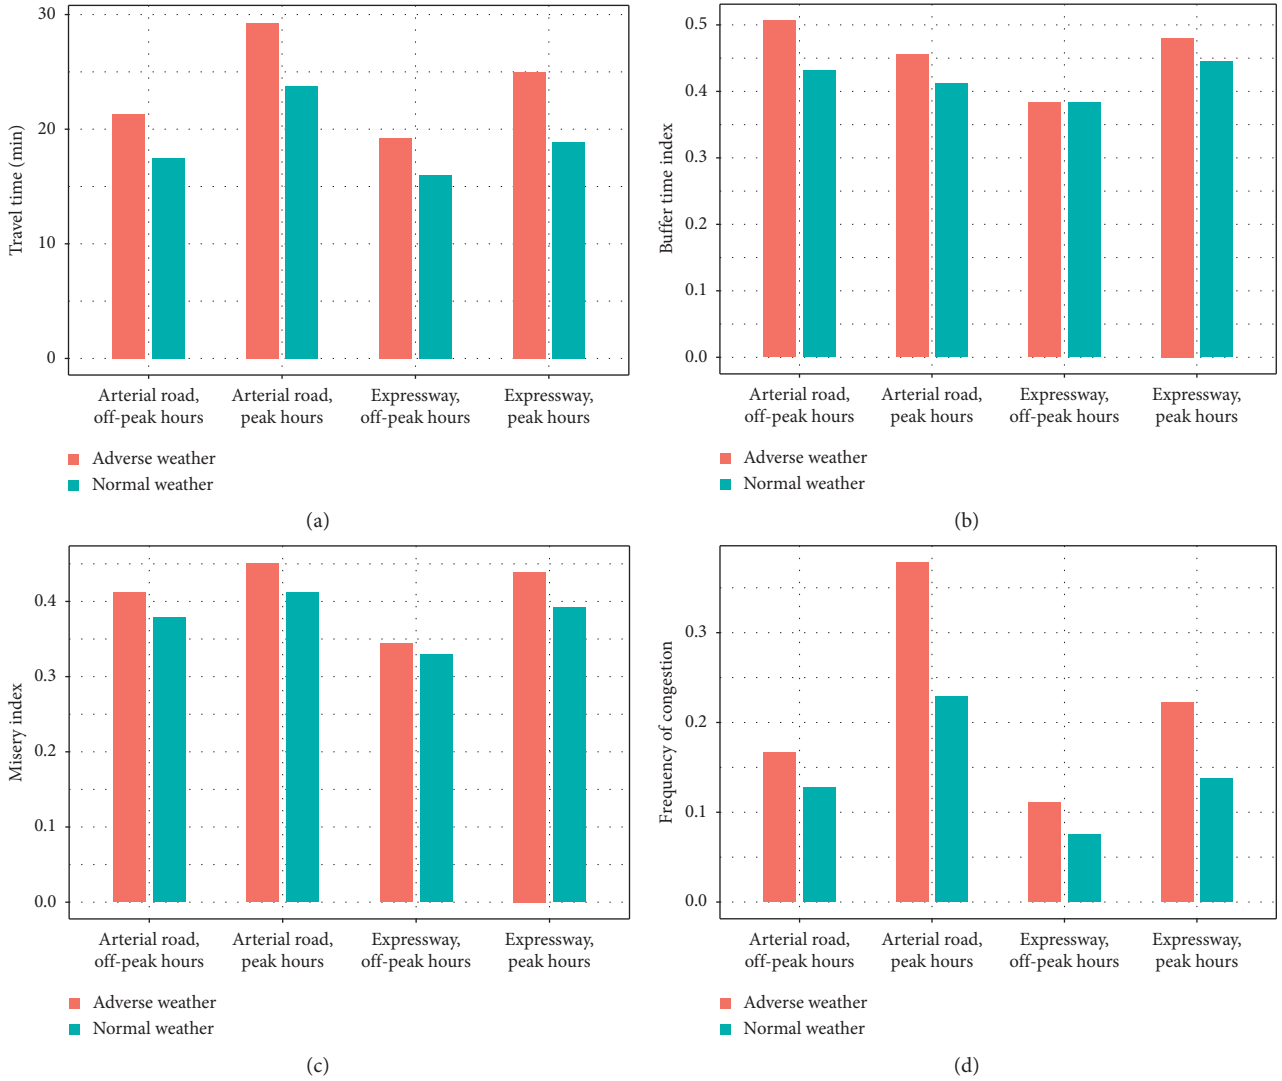 30
20
10
0
Travel time (min)
Arterial road,
off-peak hours
Arterial road,
peak hours
Expressway,
off-peak hours
Expressway,
peak hours
Adverse weather
Normal weather
(a)
0.5
0.4
0.3
0.2
0.1
0.0
Buffer time index
Arterial road,
off-peak hours
Arterial road,
peak hours
Expressway,
off-peak hours
Expressway,
peak hours
Adverse weather
Normal weather
(b)
0.4
0.3
0.2
0.1
0.0
Misery index
Arterial road,
off-peak hours
Arterial road,
peak hours
Expressway,
off-peak hours
Expressway,
peak hours
Adverse weather
Normal weather
(c)
0.3
0.2
0.1
0.0
Frequency of congestion
Arterial road,
off-peak hours
Arterial road,
peak hours
Expressway,
off-peak hours
Expressway,
peak hours
Adverse weather
Normal weather
(d)